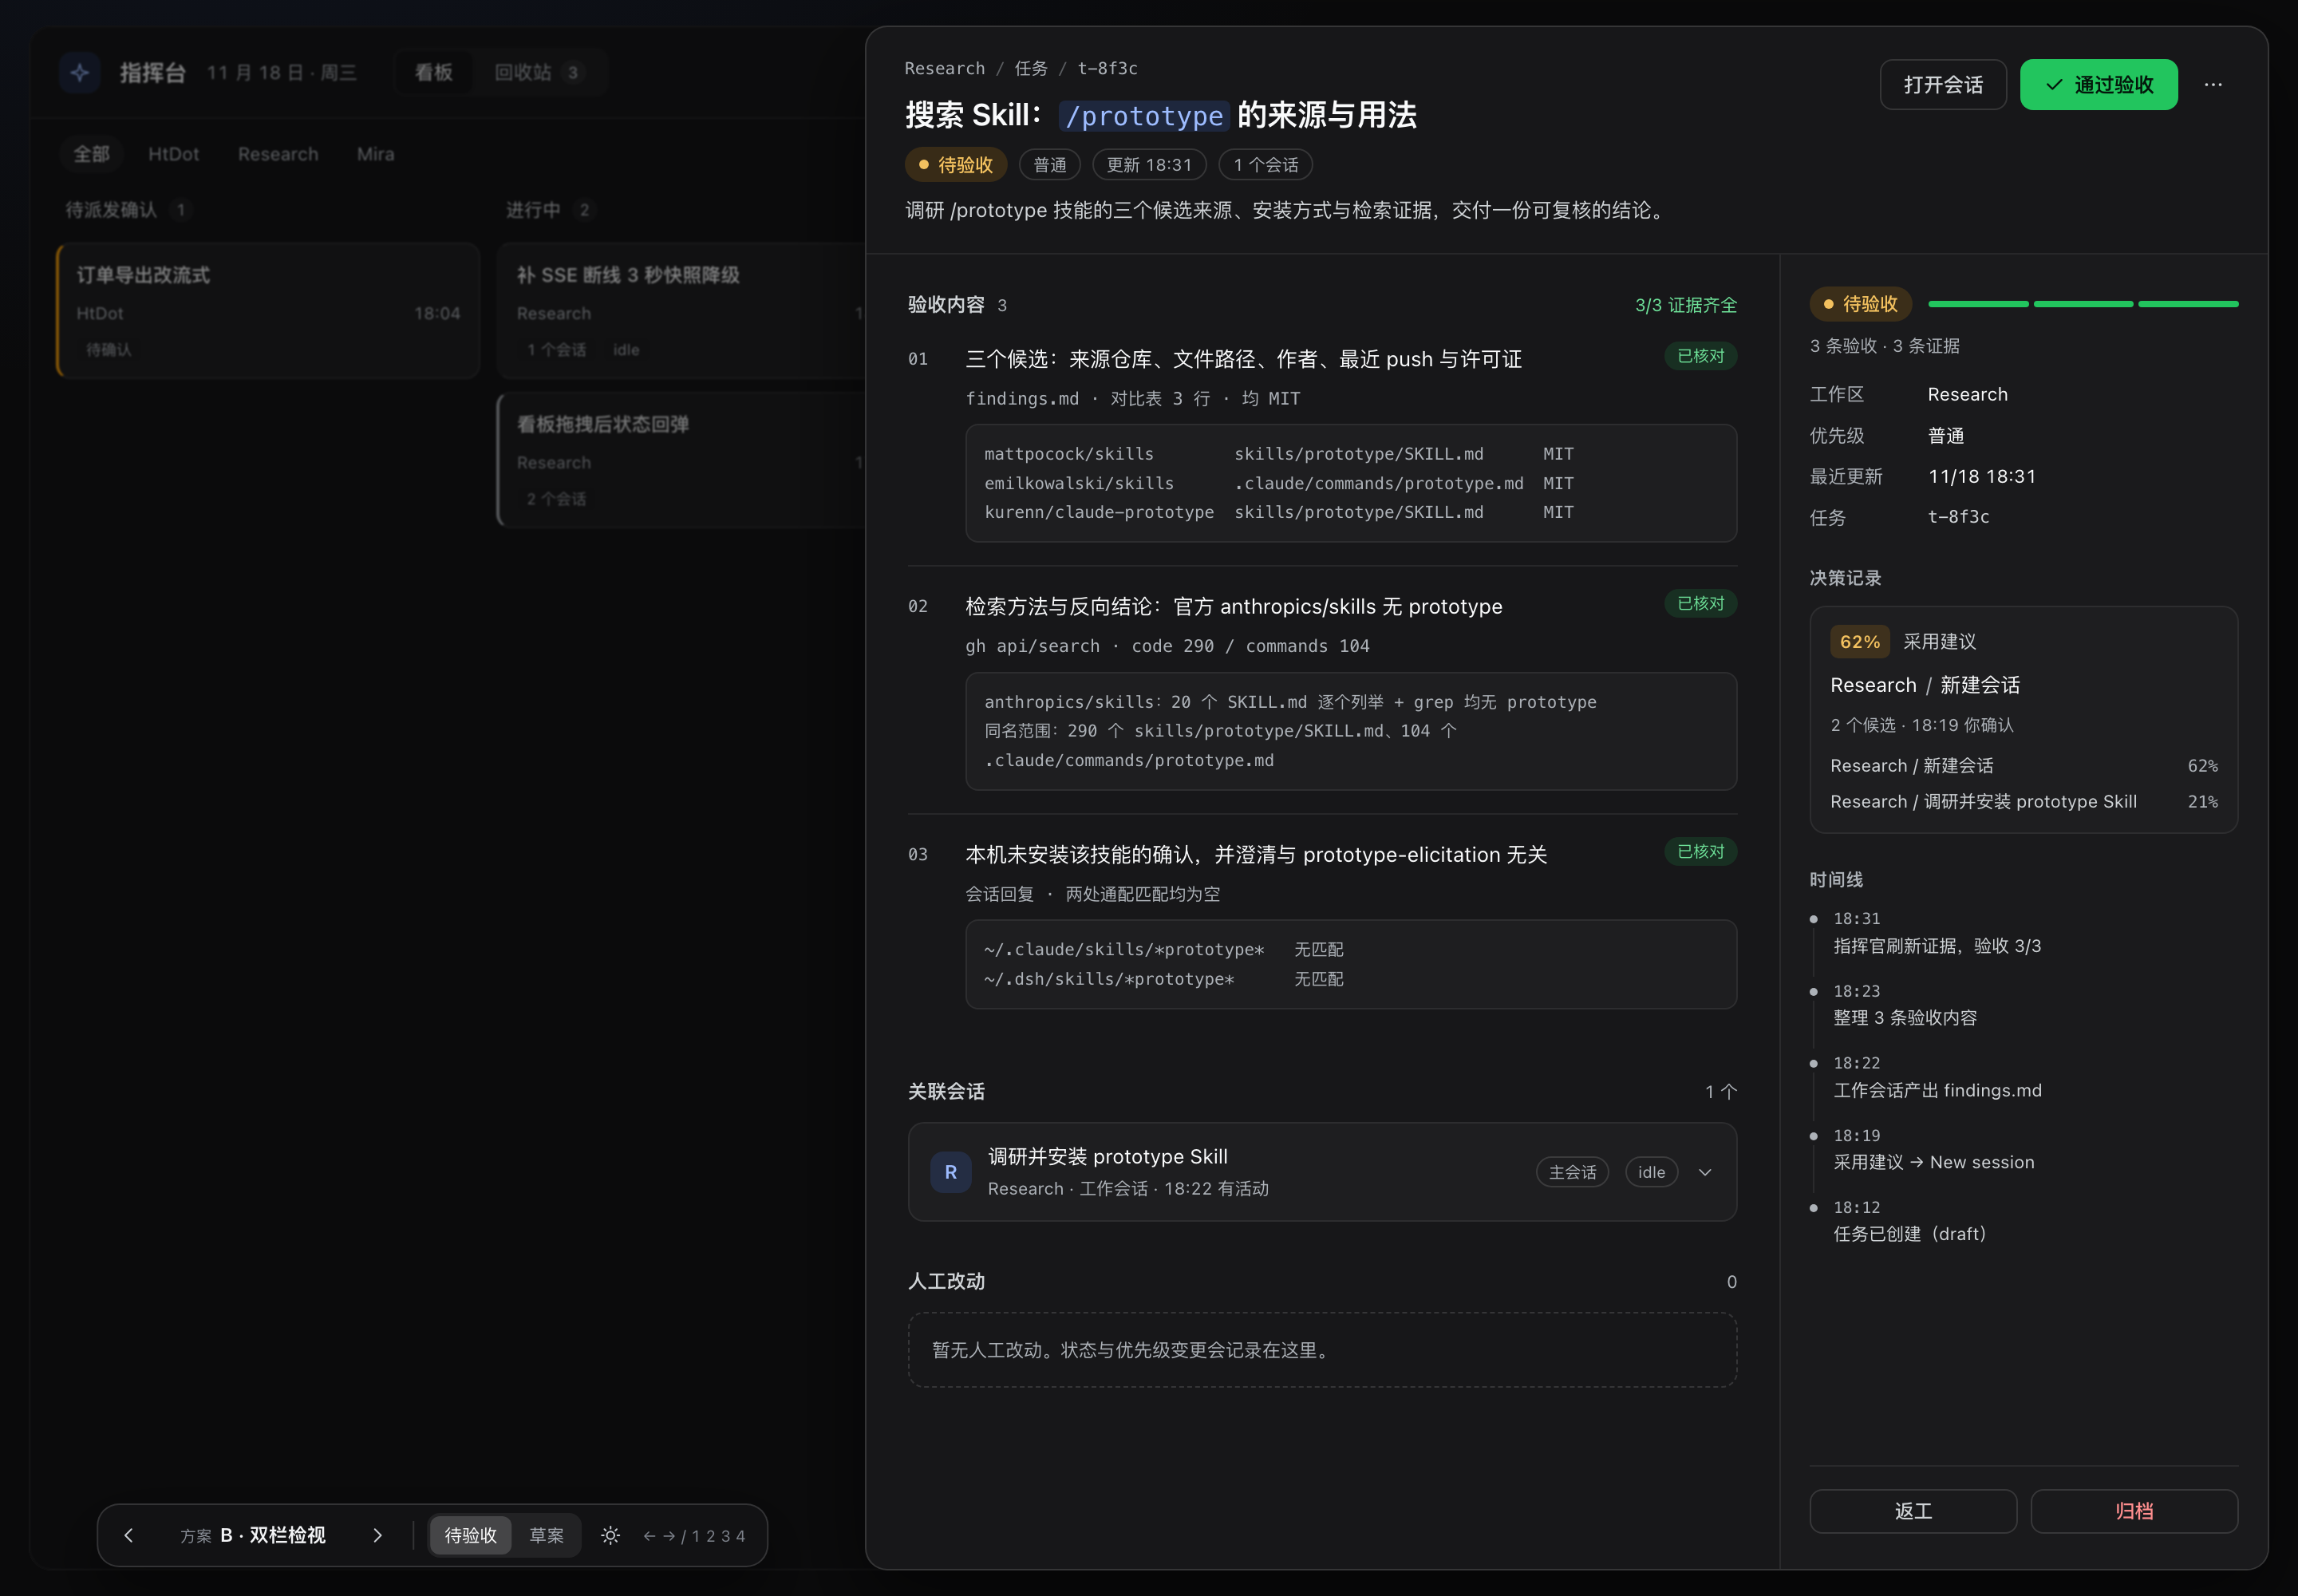 指挥台 11 月 18 日 · 周三 看板 回收站 3
全部 HtDot Research Mira
待派发确认 1
订单导出改流式
HtDot 18:04
待确认
进行中 2
补 SSE 断线 3 秒快照降级
Research 1
1 个会话 idle
看板拖拽后状态回弹
Research 1
2 个会话
Research / 任务 / t-8f3c
搜索 Skill: /prototype 的来源与用法
待验收 普通 更新 18:31 1 个会话
调研 /prototype 技能的三个候选来源、安装方式与检索证据，交付一份可复核的结论。
打开会话 ✓ 通过验收 ···
验收内容 3 3/3 证据齐全
01 三个候选：来源仓库、文件路径、作者、最近 push 与许可证 已核对
findings.md · 对比表 3 行 · 均 MIT
mattpocock/skills skills/prototype/SKILL.md MIT
emilkowalski/skills .claude/commands/prototype.md MIT
kurenn/claude-prototype skills/prototype/SKILL.md MIT
02 检索方法与反向结论：官方 anthropics/skills 无 prototype 已核对
gh api/search · code 290 / commands 104
anthropics/skills: 20 个 SKILL.md 逐个列举 + grep 均无 prototype
同名范围：290 个 skills/prototype/SKILL.md、104 个
.claude/commands/prototype.md
03 本机未安装该技能的确认，并澄清与 prototype-elicitation 无关 已核对
会话回复 · 两处通配匹配均为空
~/.claude/skills/*prototype* 无匹配
~/.dsh/skills/*prototype* 无匹配
关联会话 1 个
R 调研并安装 prototype Skill 主会话 idle
Research · 工作会话 · 18:22 有活动
人工改动 0
暂无人工改动。状态与优先级变更会记录在这里。
待验收
3 条验收 · 3 条证据
工作区 Research
优先级 普通
最近更新 11/18 18:31
任务 t-8f3c
决策记录
62% 采用建议
Research / 新建会话
2 个候选 · 18:19 你确认
Research / 新建会话 62%
Research / 调研并安装 prototype Skill 21%
时间线
18:31
指挥官刷新证据，验收 3/3
18:23
整理 3 条验收内容
18:22
工作会话产出 findings.md
18:19
采用建议 → New session
18:12
任务已创建（draft）
返工 归档
方案 B · 双栏检视 待验收 草案 ← → / 1 2 3 4